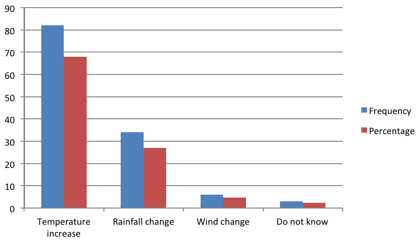 90
80
70
60
50
40
30
20
10
0
Temperature
increase
Rainfall change
Wind change
Do not know
Frequency
Percentage